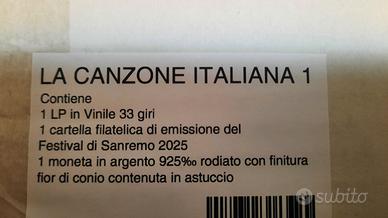 LA CANZONE ITALIANA 1
Contiene
1 LP in Vinile 33 giri
1 cartella filatelica di emissione del
Festival di Sanremo 2025
1 moneta in argento 925‰ rodiato con finitura
fior di conio contenuta in astuccio
subito